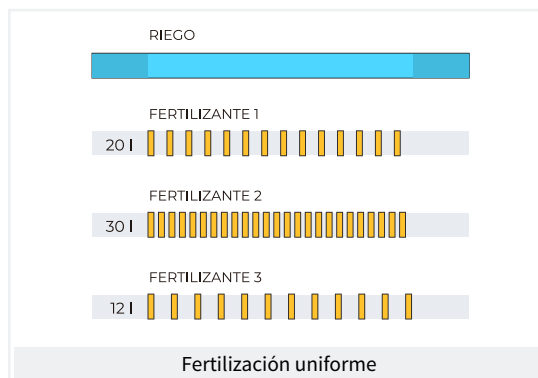 RIEGO
FERTILIZANTE 1
20 l
FERTILIZANTE 2
30 l
FERTILIZANTE 3
12 l
Fertilización uniforme